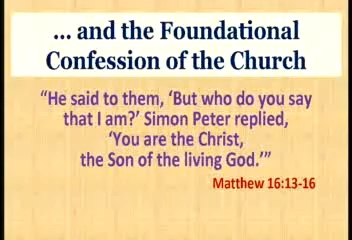 ... and the Foundational
Confession of the Church
“He said to them, ‘But who do you say
that I am?’ Simon Peter replied,
‘You are the Christ,
the Son of the living God.’”
Matthew 16:13-16